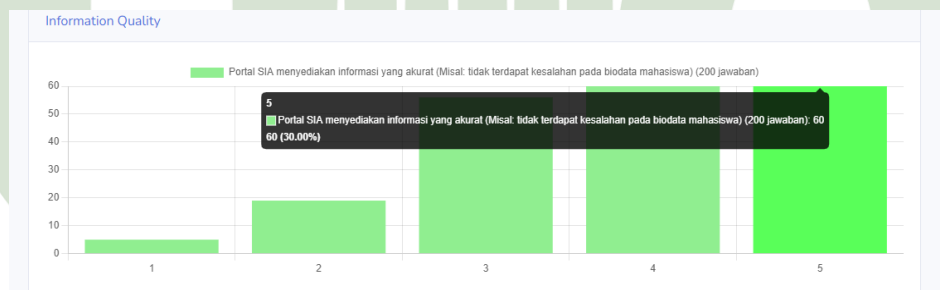 Information Quality
Portal SIA menyediakan informasi yang akurat (Misal: tidak terdapat kesalahan pada biodata mahasiswa) (200 jawaban)
60
5
50
Portal SIA menyediakan informasi yang akurat (Misal: tidak terdapat kesalahan pada biodata mahasiswa) (200 jawaban): 60
60 (30.00%)
40
30
20
10
0
1 2 3 4 5